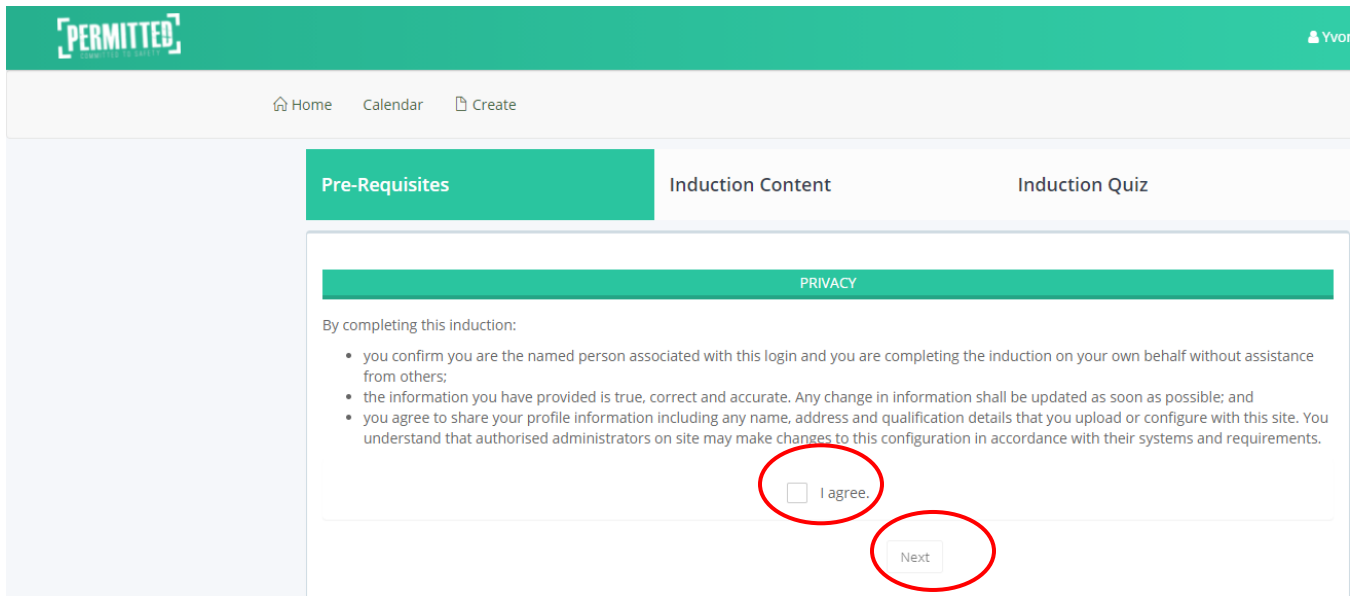 PERMITTED
COMMITTED TO SAFETY
Yvon
Home Calendar Create
Pre-Requisites Induction Content Induction Quiz
PRIVACY
By completing this induction:
• you confirm you are the named person associated with this login and you are completing the induction on your own behalf without assistance
from others;
• the information you have provided is true, correct and accurate. Any change in information shall be updated as soon as possible; and
• you agree to share your profile information including any name, address and qualification details that you upload or configure with this site. You
understand that authorised administrators on site may make changes to this configuration in accordance with their systems and requirements.
I agree.
Next